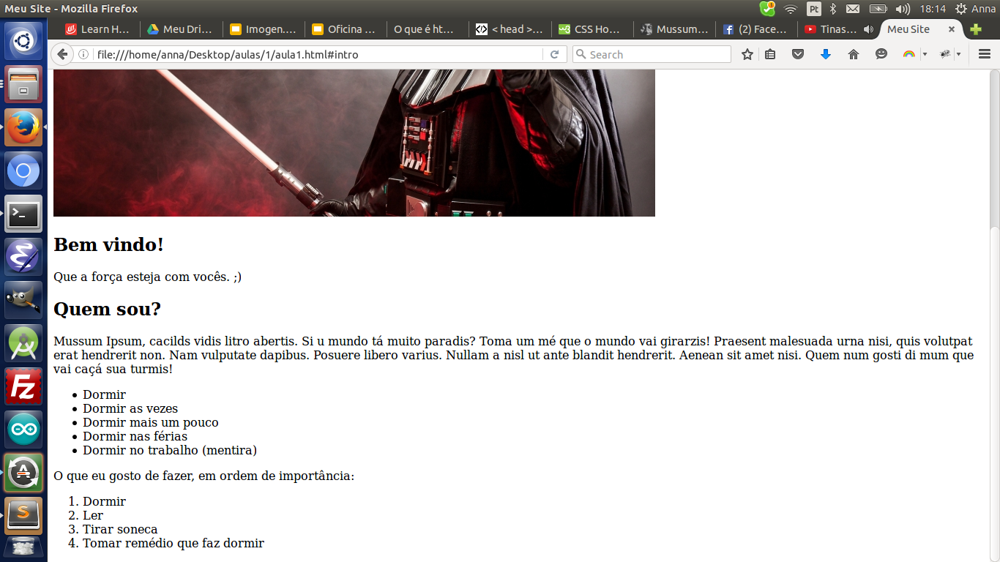 Meu Site - Mozilla Firefox
Pt
18:14
Anna
Learn H...
Meu Dri...
Imogen....
Oficina ...
O que é ht...
< head >...
CSS Ho...
Mussum...
(2) Face...
Tinas...
Meu Site
file:///home/anna/Desktop/aulas/1/aula1.html#intro
Search
Bem vindo!
Que a força esteja com vocês. ;)
Quem sou?
Mussum Ipsum, cacilds vidis litro abertis. Si u mundo tá muito paradis? Toma um mé que o mundo vai girarzis! Praesent malesuada urna nisi, quis volutpat
erat hendrerit non. Nam vulputate dapibus. Posuere libero varius. Nullam a nisl ut ante blandit hendrerit. Aenean sit amet nisi. Quem num gosti di mum que
vai caçá sua turmis!
• Dormir
• Dormir as vezes
• Dormir mais um pouco
• Dormir nas férias
• Dormir no trabalho (mentira)
O que eu gosto de fazer, em ordem de importância:
1. Dormir
2. Ler
3. Tirar soneca
4. Tomar remédio que faz dormir